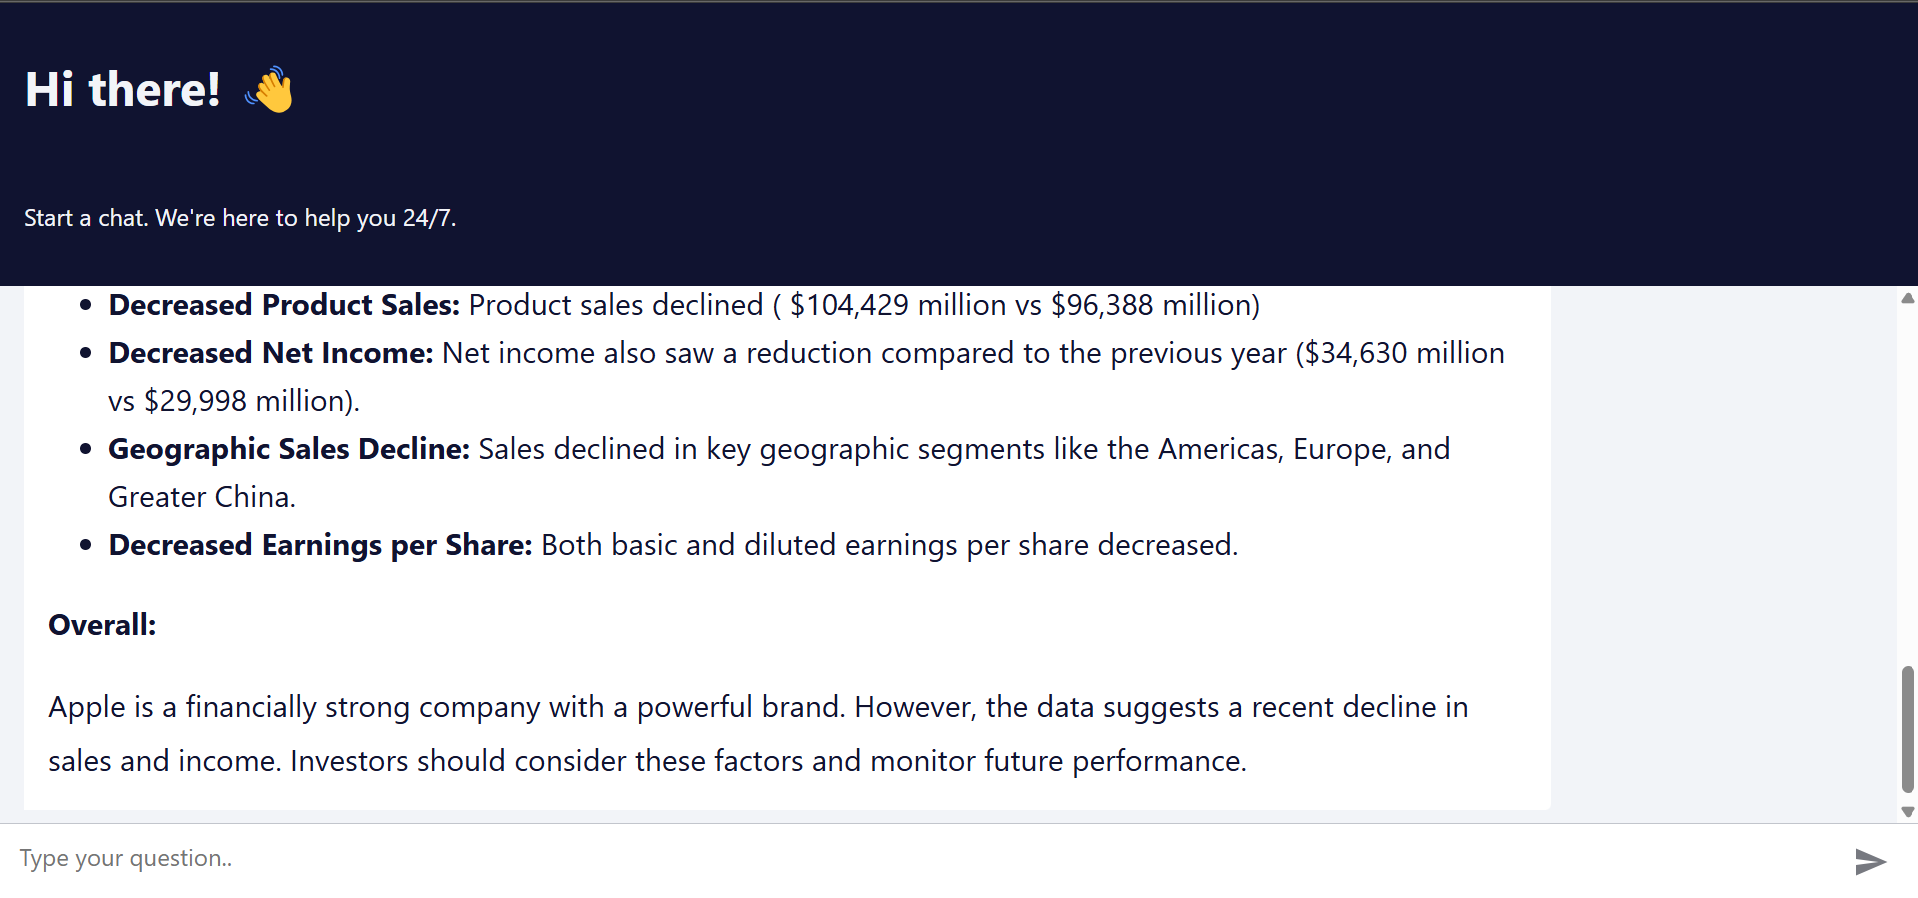 Hi there! 👋
Start a chat. We're here to help you 24/7.
• Decreased Product Sales: Product sales declined ( $104,429 million vs $96,388 million)
• Decreased Net Income: Net income also saw a reduction compared to the previous year ($34,630 million
vs $29,998 million).
• Geographic Sales Decline: Sales declined in key geographic segments like the Americas, Europe, and
Greater China.
• Decreased Earnings per Share: Both basic and diluted earnings per share decreased.
Overall:
Apple is a financially strong company with a powerful brand. However, the data suggests a recent decline in
sales and income. Investors should consider these factors and monitor future performance.
Type your question..